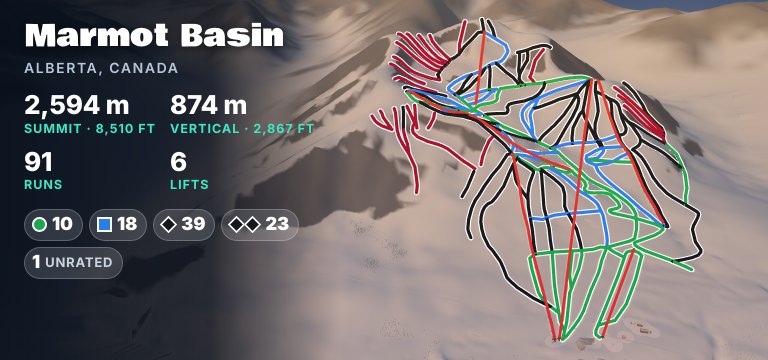 Marmot Basin
ALBERTA, CANADA
2,594 m 874 m
SUMMIT · 8,510 FT VERTICAL · 2,867 FT
91 6
RUNS LIFTS
10 18 39 23
1 UNRATED